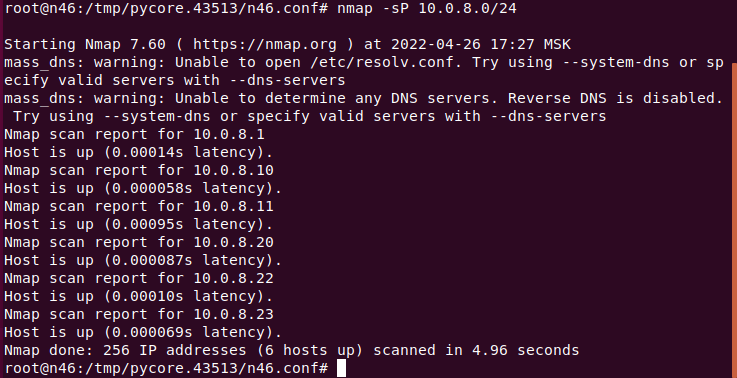 root@n46:/tmp/pycore.43513/n46.conf# nmap -sP 10.0.8.0/24
Starting Nmap 7.60 ( https://nmap.org ) at 2022-04-26 17:27 MSK
mass_dns: warning: Unable to open /etc/resolv.conf. Try using --system-dns or sp
ecify valid servers with --dns-servers
mass_dns: warning: Unable to determine any DNS servers. Reverse DNS is disabled.
 Try using --system-dns or specify valid servers with --dns-servers
Nmap scan report for 10.0.8.1
Host is up (0.00014s latency).
Nmap scan report for 10.0.8.10
Host is up (0.000058s latency).
Nmap scan report for 10.0.8.11
Host is up (0.00095s latency).
Nmap scan report for 10.0.8.20
Host is up (0.000087s latency).
Nmap scan report for 10.0.8.22
Host is up (0.00010s latency).
Nmap scan report for 10.0.8.23
Host is up (0.000069s latency).
Nmap done: 256 IP addresses (6 hosts up) scanned in 4.96 seconds
root@n46:/tmp/pycore.43513/n46.conf#